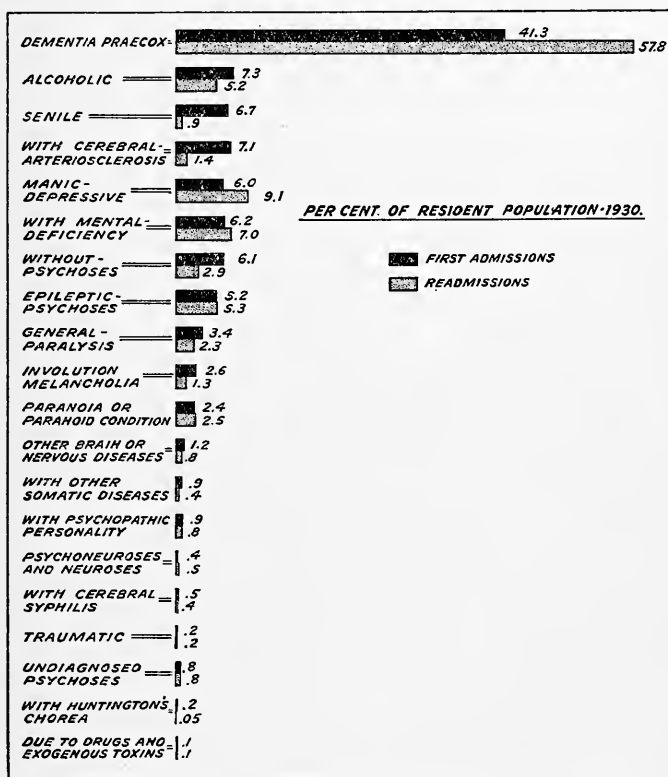 DEMENTIA PRAECOX 41.3
57.8
ALCOHOLIC 7.3
5.2
SENILE 6.7
.9
WITH CEREBRAL- 7.1
ARTERIOSCLEROSIS 1.4
MANIC- 6.0
DEPRESSIVE 9.1
PER CENT. OF RESIDENT POPULATION-1930.
WITH MENTAL- 6.2
DEFICIENCY 7.0
WITHOUT- 6.1
PSYCHOSES 2.9
FIRST ADMISSIONS
READMISSIONS
EPILEPTIC- 5.2
PSYCHOSES 5.3
GENERAL- 3.4
PARALYSIS 2.3
INVOLUTION 2.6
MELANCHOLIA 1.3
PARANOIA OR 2.4
PARAHOID CONDITION 2.5
OTHER BRAIN OR 1.2
NERVOUS DISEASES .8
WITH OTHER .9
SOMATIC DISEASES .4
WITH PSYCHOPATHIC .9
PERSONALITY .8
PSYCHONEUROSES .4
AND NEUROSES .5
WITH CEREBRAL .5
SYPHILIS .4
TRAUMATIC .2
.2
UNDIAGNOSED .8
PSYCHOSES .8
WITH HUNTINGTON'S .2
CHOREA .05
DUE TO DRUGS AND .1
EXOGENOUS TOXINS .1